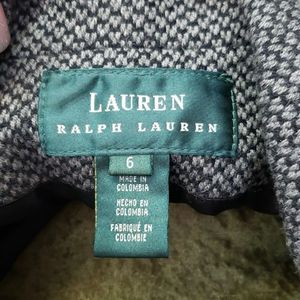 LAUREN
RALPH LAUREN
6
MADE IN
COLOMBIA
HECHO EN
COLOMBIA
FABRIQUÉ EN
COLOMBIE